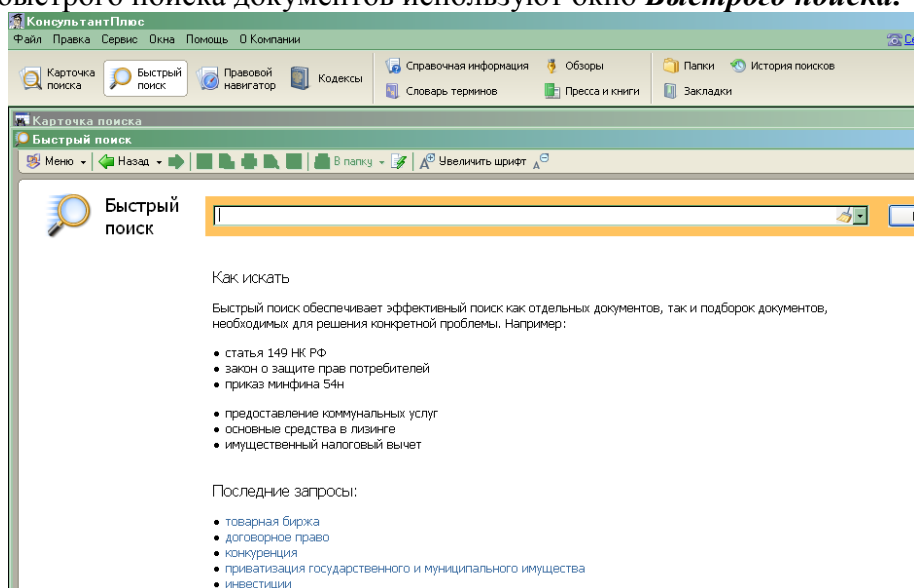 быстрого поиска документов используют окно Быстрого поиска.
КонсультантПлюс
Файл Правка Сервис Окна Помощь О Компании
Карточка поиска
Быстрый поиск
Правовой навигатор
Кодексы
Справочная информация
Словарь терминов
Обзоры
Пресса и книги
Папки
Закладки
История поисков
Карточка поиска
Быстрый поиск
Меню Назад В папку Увеличить шрифт
Быстрый
поиск
Как искать
Быстрый поиск обеспечивает эффективный поиск как отдельных документов, так и подборок документов,
необходимых для решения конкретной проблемы. Например:
• статья 149 НК РФ
• закон о защите прав потребителей
• приказ минфина 54н
• предоставление коммунальных услуг
• основные средства в лизинге
• имущественный налоговый вычет
Последние запросы:
• товарная биржа
• договорное право
• конкуренция
• приватизация государственного и муниципального имущества
• инвестиции